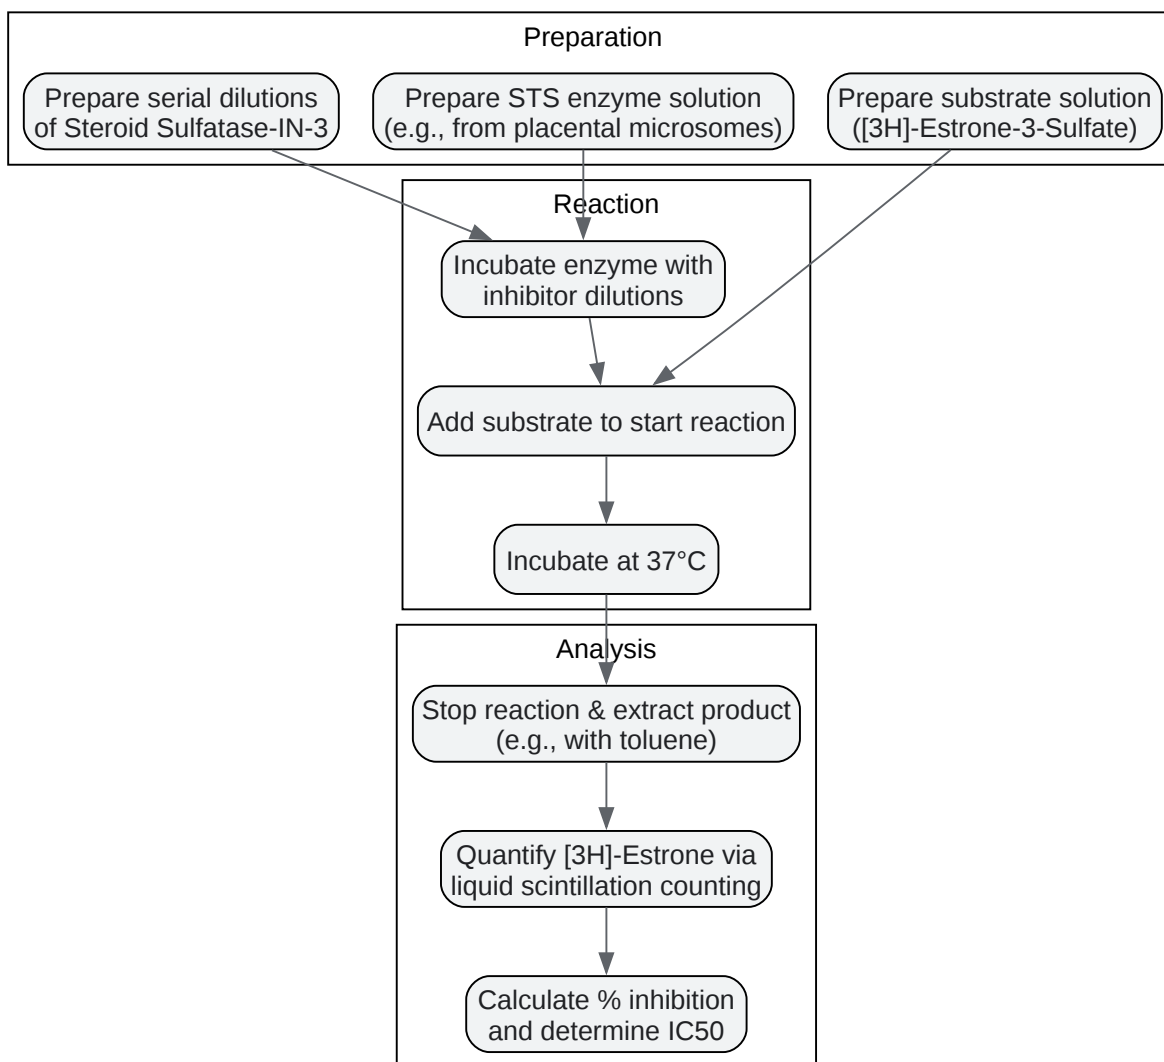 Preparation
Prepare serial dilutions
of Steroid Sulfatase-IN-3
Prepare STS enzyme solution
(e.g., from placental microsomes)
Prepare substrate solution
([3H]-Estrone-3-Sulfate)
Reaction
Incubate enzyme with
inhibitor dilutions
Add substrate to start reaction
Incubate at 37°C
Analysis
Stop reaction & extract product
(e.g., with toluene)
Quantify [3H]-Estrone via
liquid scintillation counting
Calculate % inhibition
and determine IC50